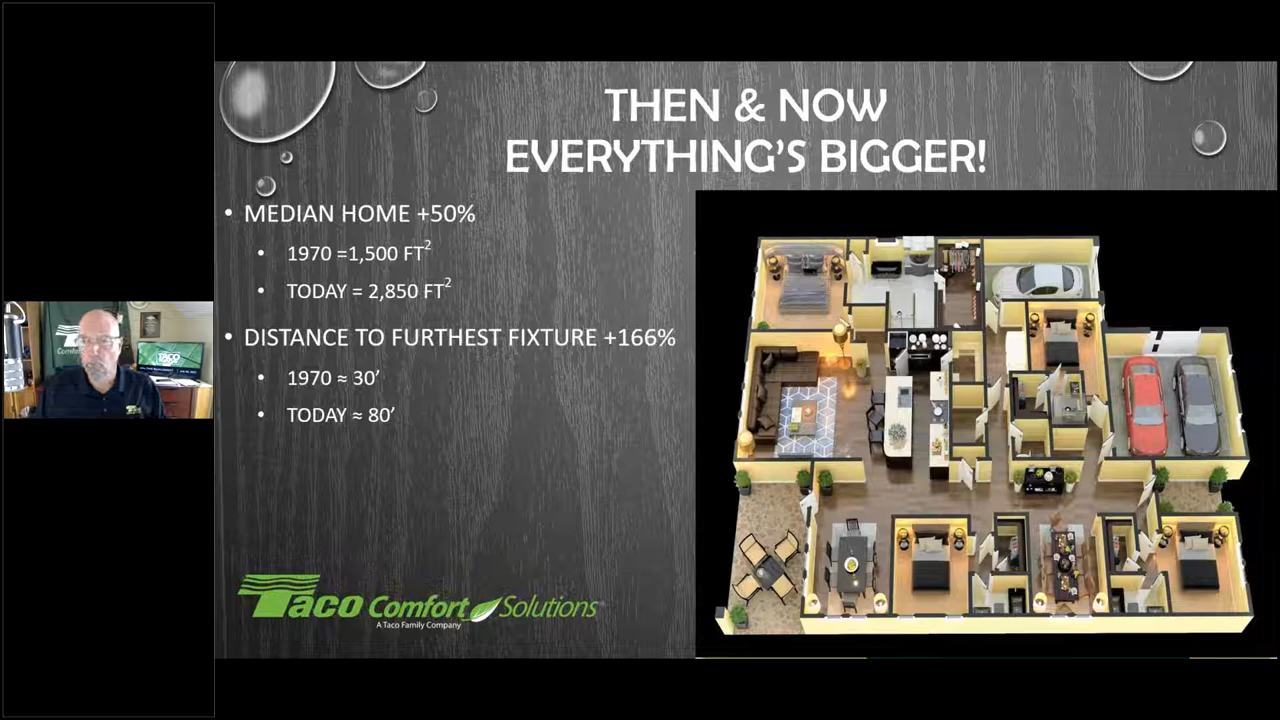 THEN & NOW
EVERYTHING'S BIGGER!
• MEDIAN HOME +50%
• 1970 =1,500 FT²
• TODAY = 2,850 FT²
• DISTANCE TO FURTHEST FIXTURE +166%
• 1970 ≈ 30’
• TODAY ≈ 80’
Taco Comfort Solutions
A Taco Family Company
TACO